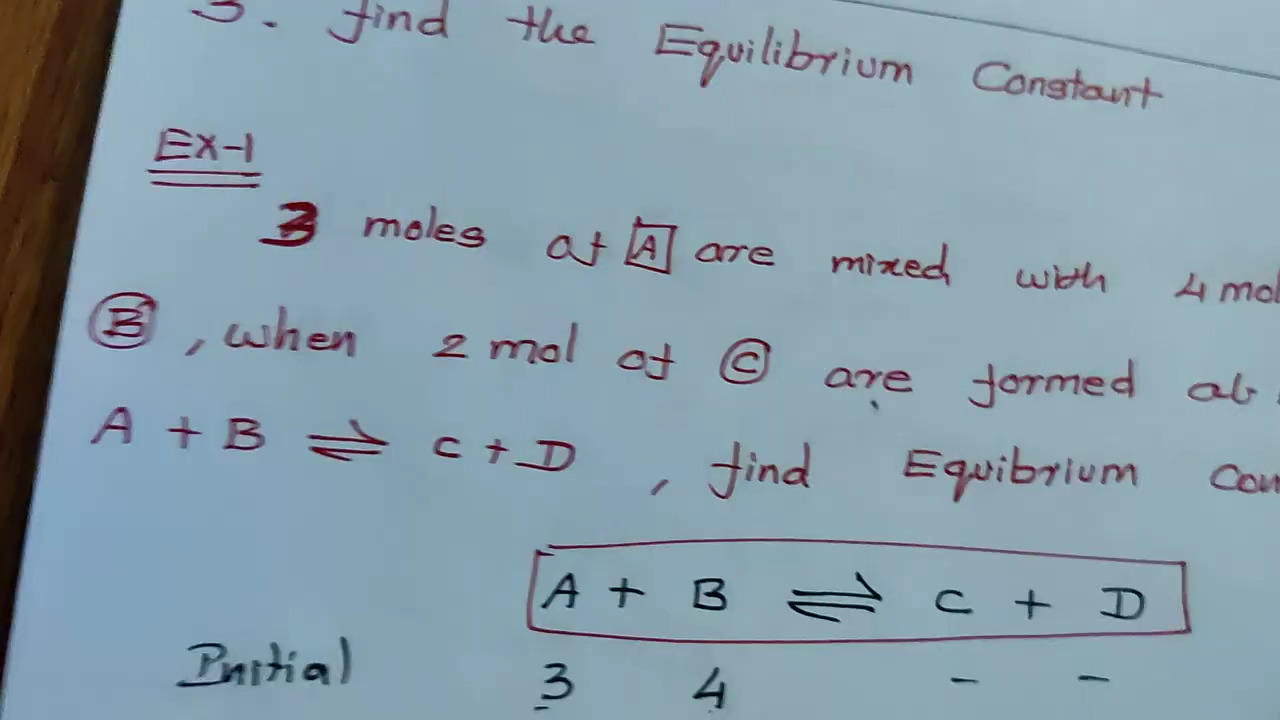 3. find the Equilibrium Constant
EX-1
3 moles of A are mixed with 4 mol
B, when 2 mol of C are formed at
A + B ⇌ C + D, find Equibrium Con
A + B ⇌ C + D
Initial 3 4 - -